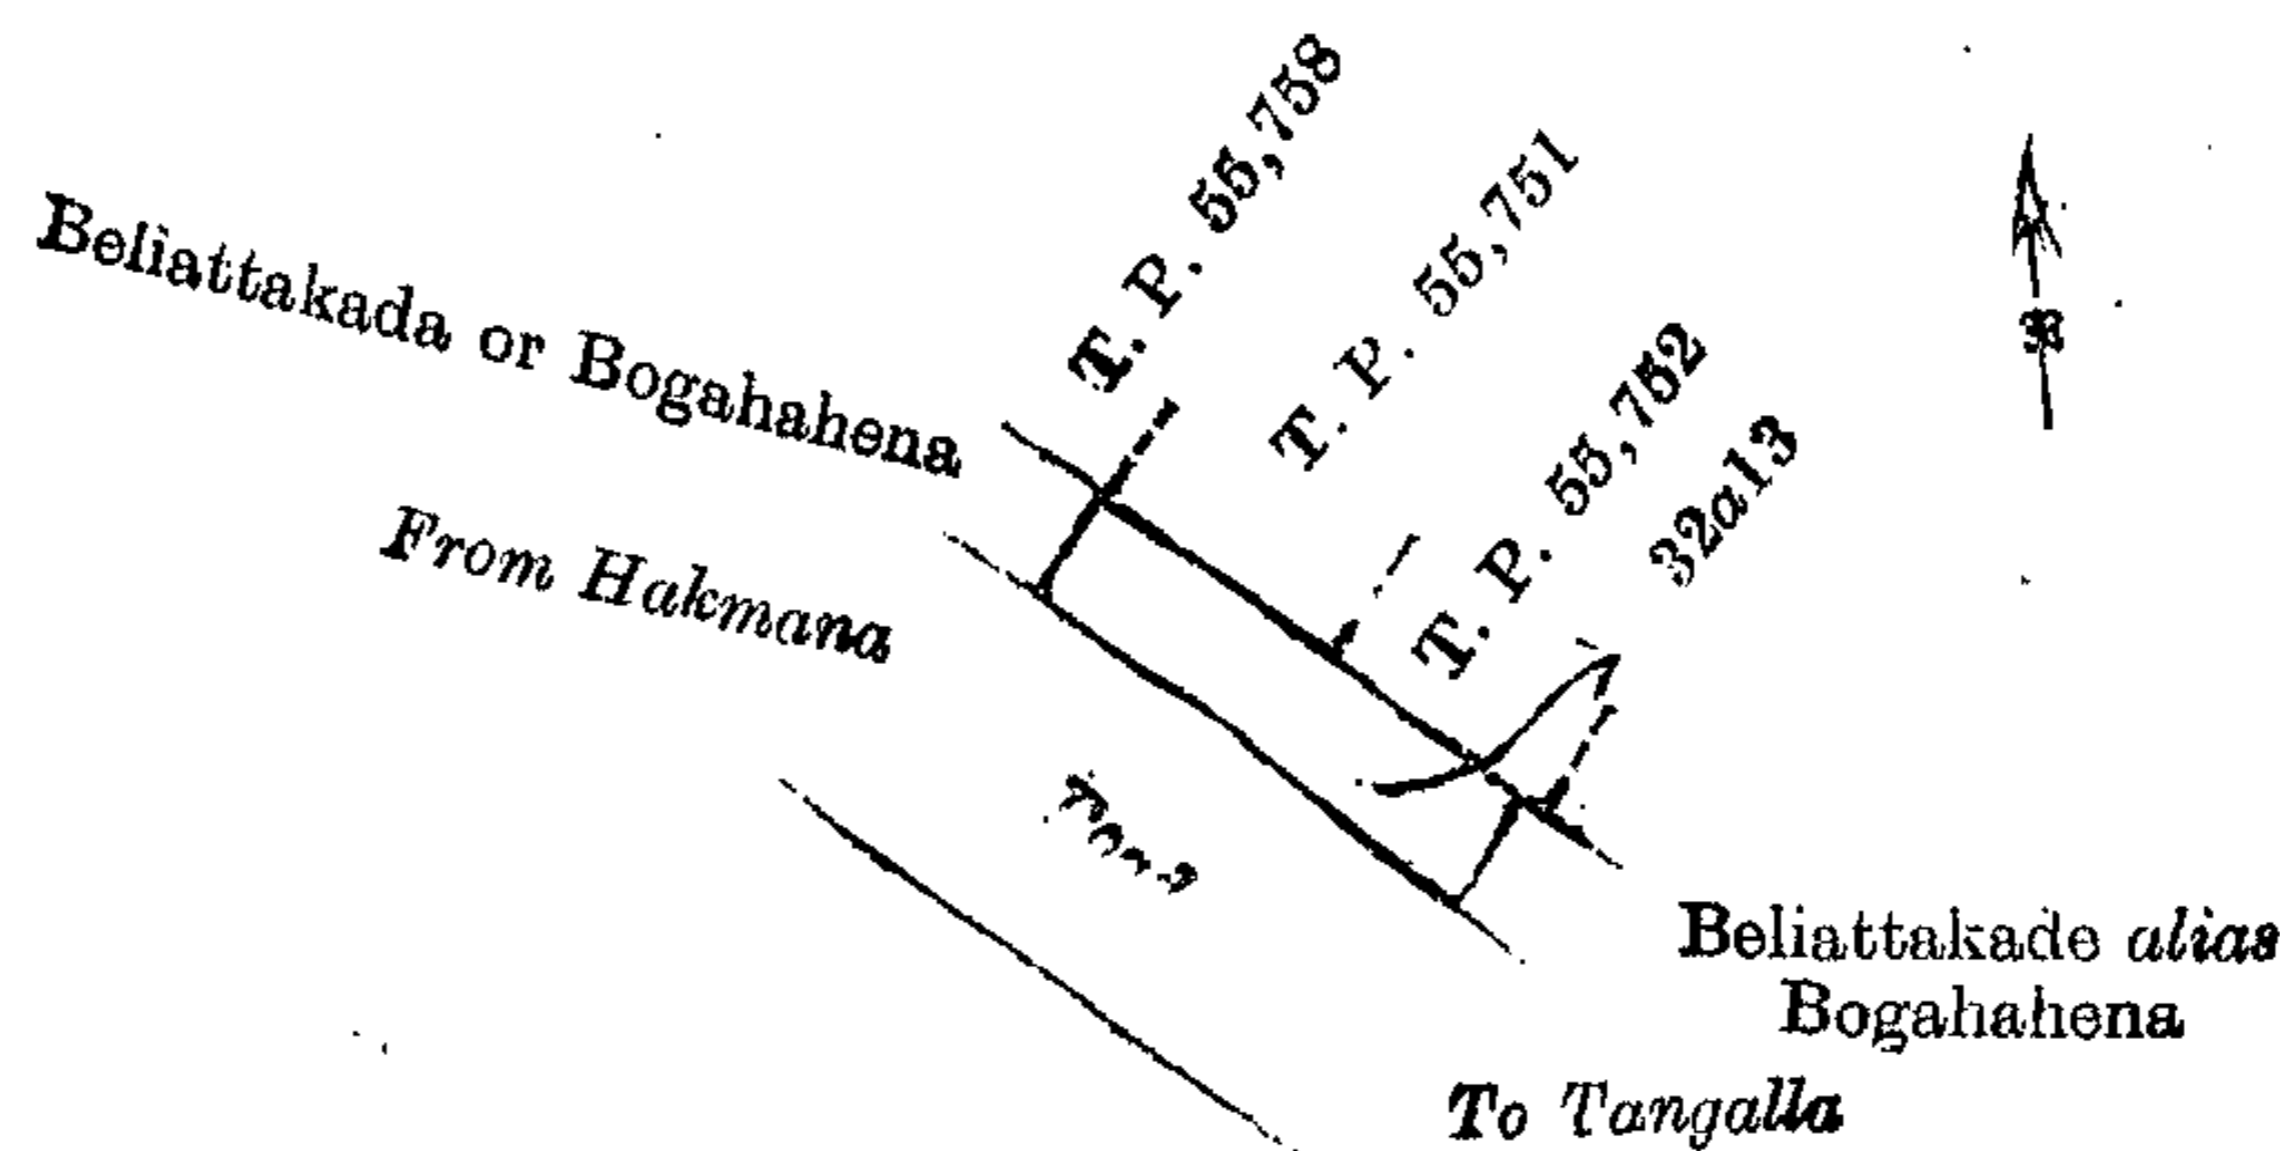 T. P. 55,758
T. P. 55,751
T. P. 55,752
32a13
Beliattakada or Bogahahena
From Hakmana
Beliattakade alias
Bogahahena
To Tangalla